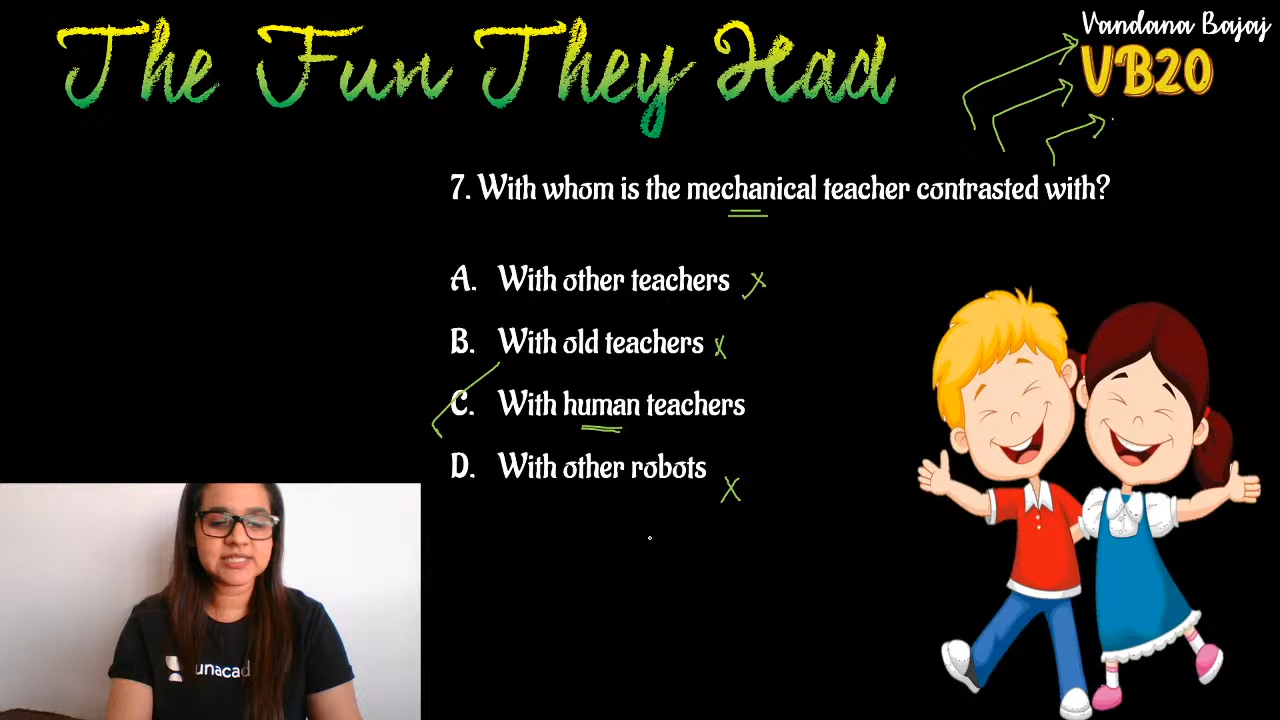 The Fun They Had
Vandana Bajaj
VB20
7. With whom is the mechanical teacher contrasted with?
A. With other teachers
B. With old teachers
C. With human teachers
D. With other robots
unacad